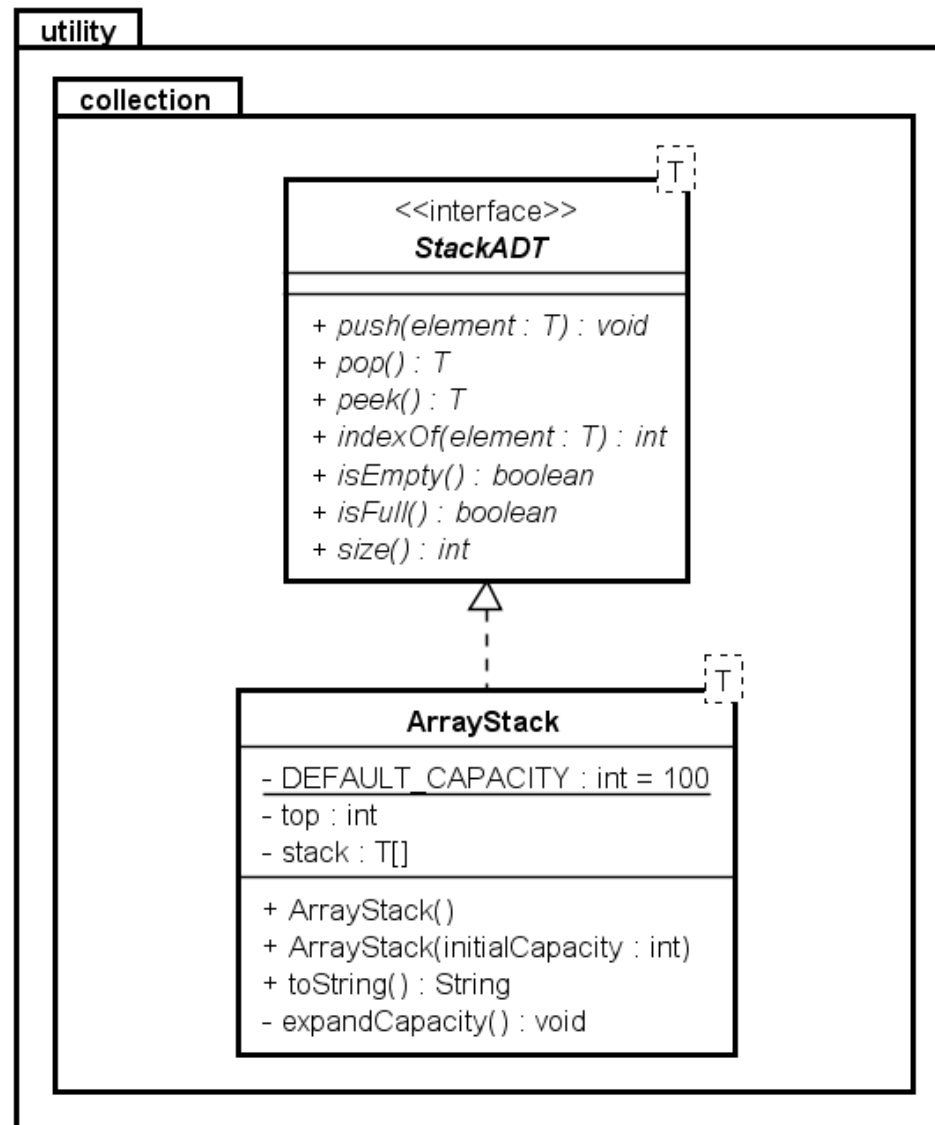 utility
collection
T
<<interface>>
StackADT
+ push(element : T) : void
+ pop() : T
+ peek() : T
+ indexOf(element : T) : int
+ isEmpty() : boolean
+ isFull() : boolean
+ size() : int
T
ArrayStack
- DEFAULT_CAPACITY : int = 100
- top : int
- stack : T[]
+ ArrayStack()
+ ArrayStack(initialCapacity : int)
+ toString() : String
- expandCapacity() : void